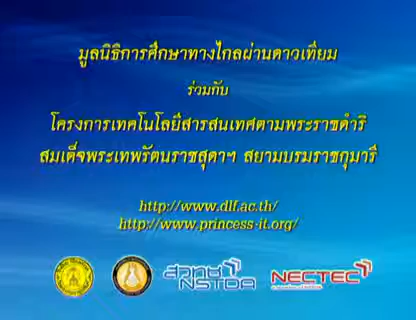 มูลนิธิการศึกษาทางไกลผ่านดาวเทียม
ร่วมกับ
โครงการเทคโนโลยีสารสนเทศตามพระราชดำริ
สมเด็จพระเทพรัตนราชสุดาฯ สยามบรมราชกุมารี
http://www.dlf.ac.th/
http://www.princess-it.org/
สวทช
NSTDA
NECTEC